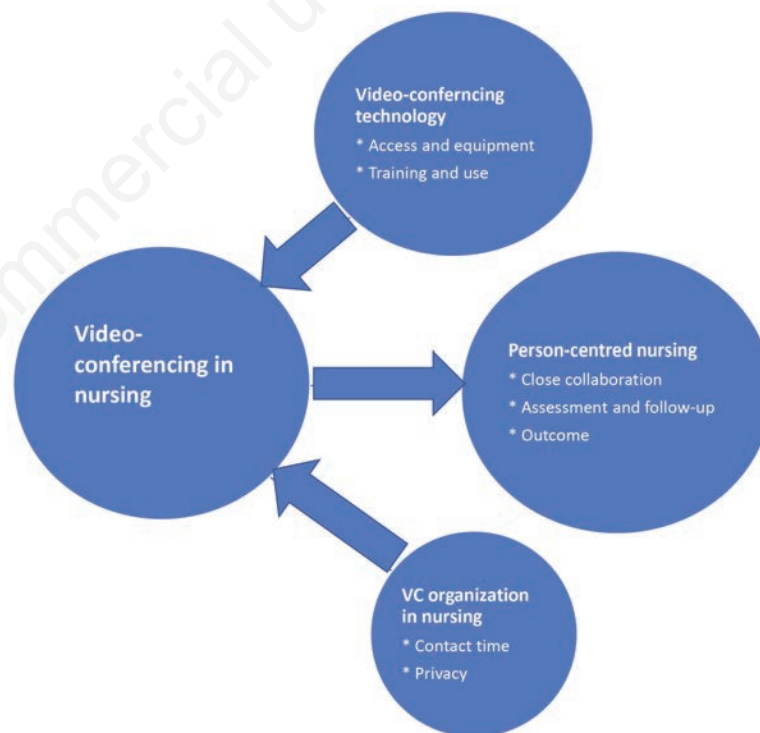 mmercial u
Video-conferncing
technology
* Access and equipment
* Training and use
Video-
conferencing in
nursing
Person-centred nursing
* Close collaboration
* Assessment and follow-up
* Outcome
VC organization
in nursing
* Contact time
* Privacy